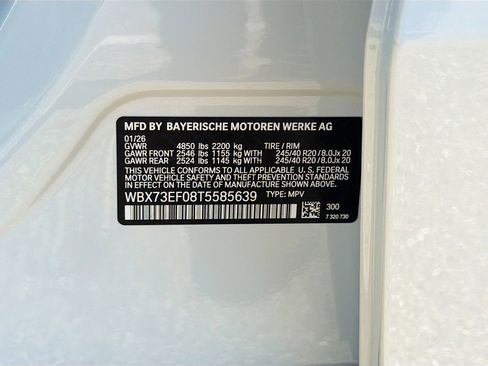 MFD BY BAYERISCHE MOTOREN WERKE AG
01/26
GVWR 4850 lbs 2200 kg TIRE / RIM
GAWR FRONT 2546 lbs 1155 kg WITH 245/40 R20 / 8.0Jx 20
GAWR REAR 2524 lbs 1145 kg WITH 245/40 R20 / 8.0Jx 20
THIS VEHICLE CONFORMS TO ALL APPLICABLE U. S. FEDERAL
MOTOR VEHICLE SAFETY AND THEFT PREVENTION STANDARDS
IN EFFECT ON THE DATE OF MANUFACTURE SHOWN ABOVE.
WBX73EF08T5585639 TYPE: MPV
300
7 320 730